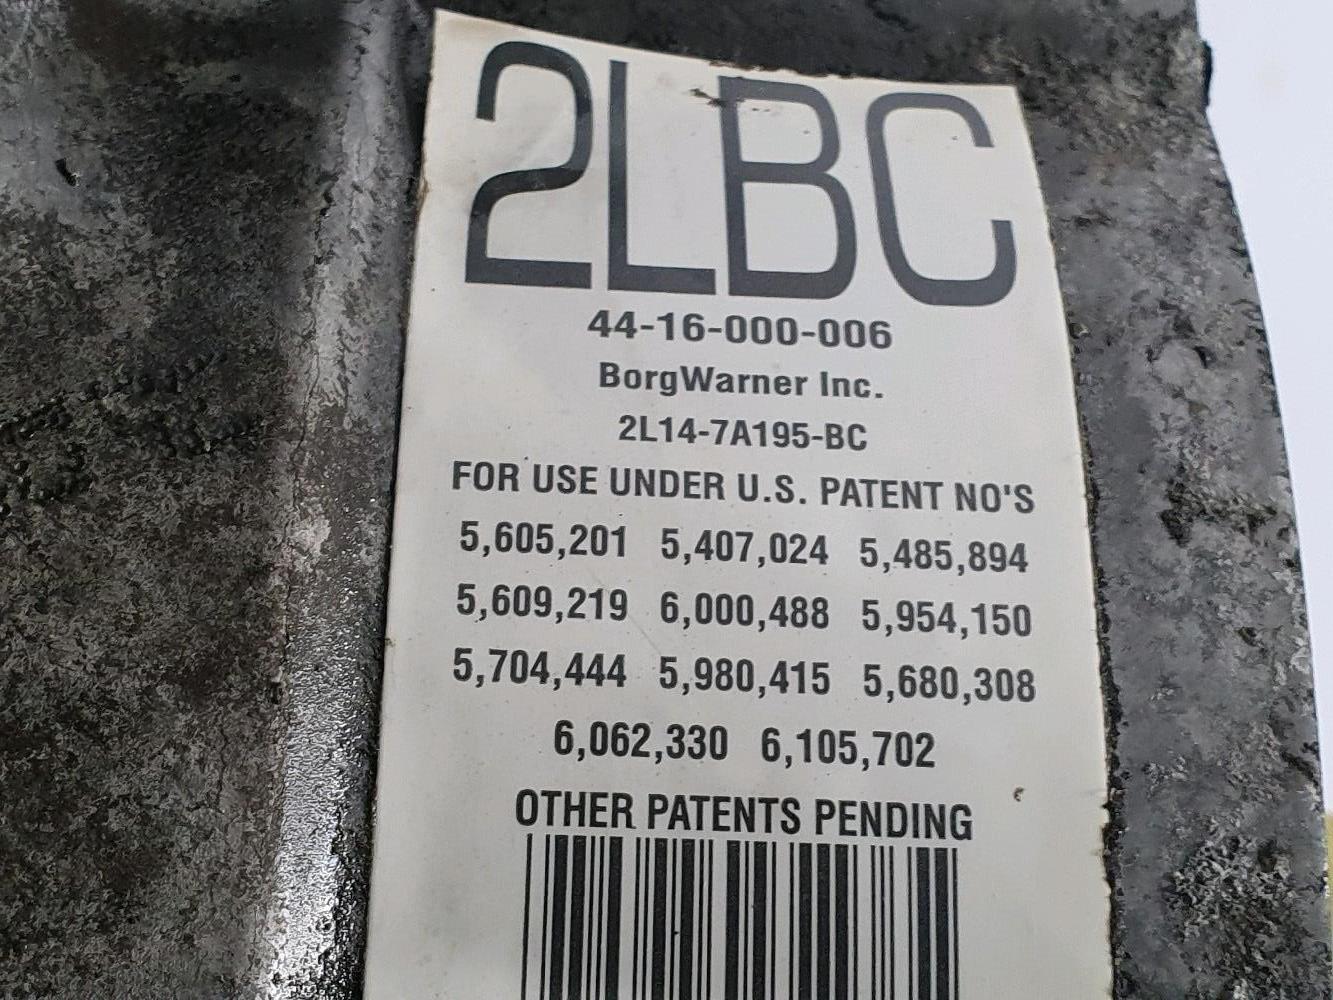 2LBC
44-16-000-006
BorgWarner Inc.
2L14-7A195-BC
FOR USE UNDER U.S. PATENT NO'S
5,605,201 5,407,024 5,485,894
5,609,219 6,000,488 5,954,150
5,704,444 5,980,415 5,680,308
6,062,330 6,105,702
OTHER PATENTS PENDING